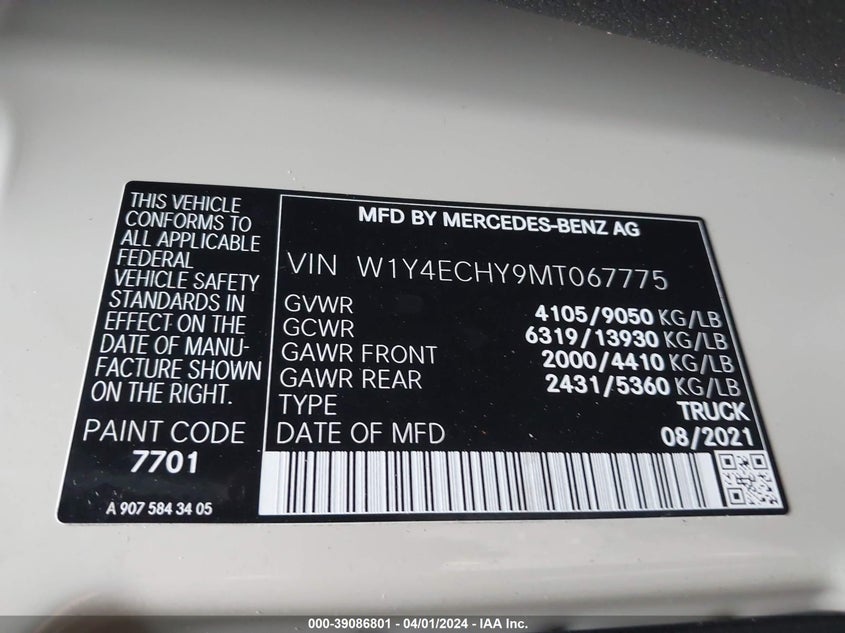 THIS VEHICLE
CONFORMS TO
ALL APPLICABLE
FEDERAL
VEHICLE SAFETY
STANDARDS IN
EFFECT ON THE
DATE OF MANU-
FACTURE SHOWN
ON THE RIGHT.
PAINT CODE
7701
A 907 584 34 05
MFD BY MERCEDES-BENZ AG
VIN W1Y4ECHY9MT067775
GVWR 4105/9050 KG/LB
GCWR 6319/13930 KG/LB
GAWR FRONT 2000/4410 KG/LB
GAWR REAR 2431/5360 KG/LB
TYPE TRUCK
DATE OF MFD 08/2021
000-39086801 - 04/01/2024 - IAA Inc.